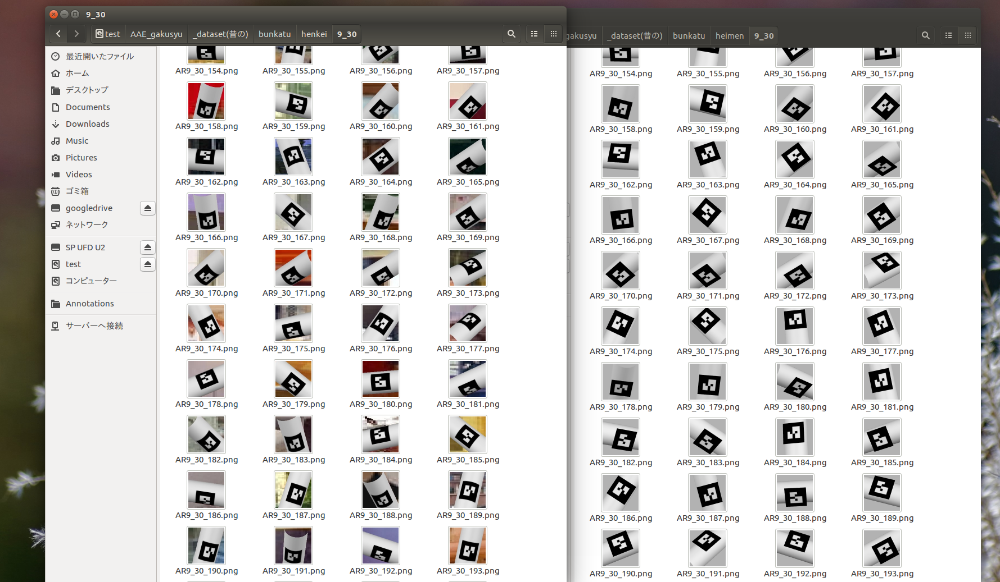 9_30
test AAE_gakusyu _dataset(昔の) bunkatu henkei 9_30
最近開いたファイル
ホーム
デスクトップ
Documents
Downloads
Music
Pictures
Videos
ゴミ箱
googledrive
ネットワーク
SP UFD U2
test
コンピューター
Annotations
サーバーへ接続
AR9_30_154.png AR9_30_155.png AR9_30_156.png AR9_30_157.png
AR9_30_158.png AR9_30_159.png AR9_30_160.png AR9_30_161.png
AR9_30_162.png AR9_30_163.png AR9_30_164.png AR9_30_165.png
AR9_30_166.png AR9_30_167.png AR9_30_168.png AR9_30_169.png
AR9_30_170.png AR9_30_171.png AR9_30_172.png AR9_30_173.png
AR9_30_174.png AR9_30_175.png AR9_30_176.png AR9_30_177.png
AR9_30_178.png AR9_30_179.png AR9_30_180.png AR9_30_181.png
AR9_30_182.png AR9_30_183.png AR9_30_184.png AR9_30_185.png
AR9_30_186.png AR9_30_187.png AR9_30_188.png AR9_30_189.png
AR9_30_190.png AR9_30_191.png AR9_30_192.png AR9_30_193.png
gakusyu _dataset(昔の) bunkatu heimen 9_30
AR9_30_154.png AR9_30_155.png AR9_30_156.png AR9_30_157.png
AR9_30_158.png AR9_30_159.png AR9_30_160.png AR9_30_161.png
AR9_30_162.png AR9_30_163.png AR9_30_164.png AR9_30_165.png
AR9_30_166.png AR9_30_167.png AR9_30_168.png AR9_30_169.png
AR9_30_170.png AR9_30_171.png AR9_30_172.png AR9_30_173.png
AR9_30_174.png AR9_30_175.png AR9_30_176.png AR9_30_177.png
AR9_30_178.png AR9_30_179.png AR9_30_180.png AR9_30_181.png
AR9_30_182.png AR9_30_183.png AR9_30_184.png AR9_30_185.png
AR9_30_186.png AR9_30_187.png AR9_30_188.png AR9_30_189.png
AR9_30_190.png AR9_30_191.png AR9_30_192.png AR9_30_193.png